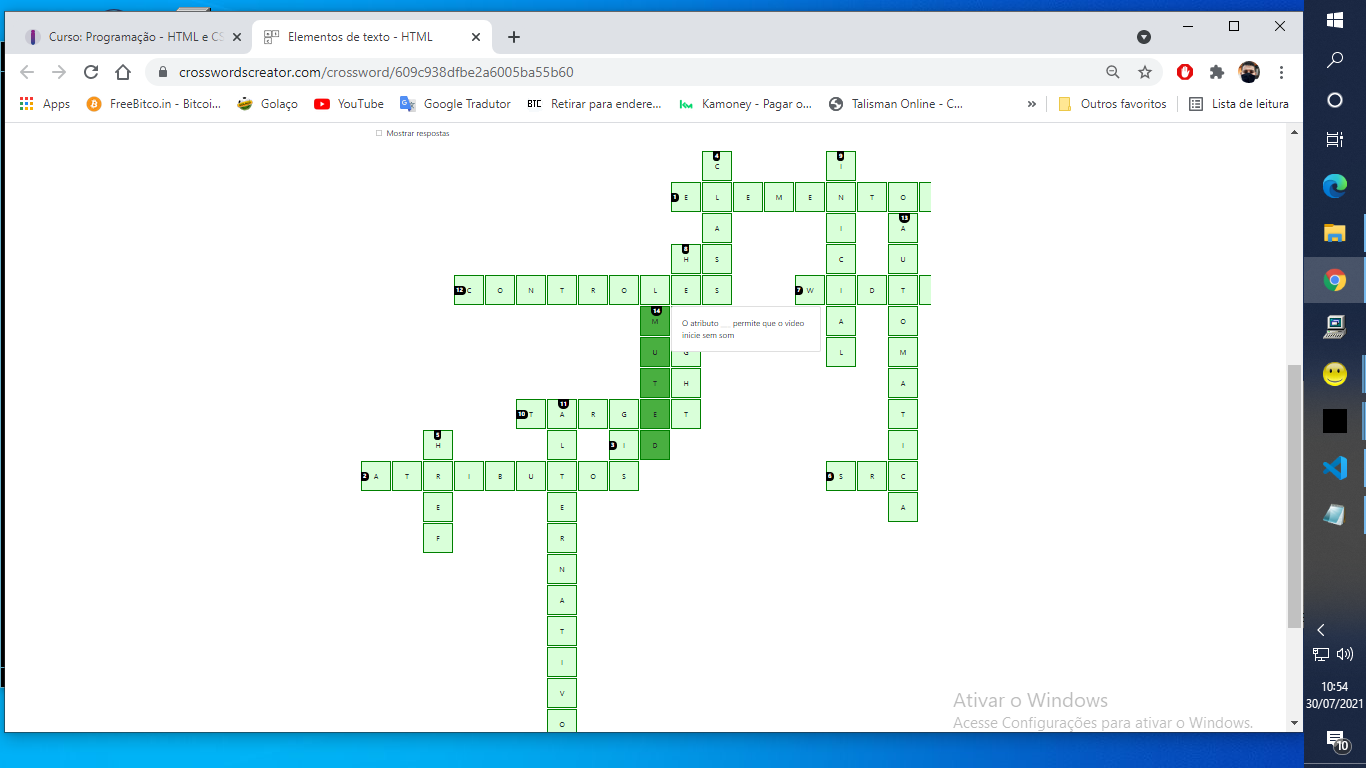 Curso: Programação - HTML e CS
Elementos de texto - HTML
crosswordscreator.com/crossword/609c938dfbe2a6005ba55b60
Apps
FreeBitco.in - Bitcoi...
Golaço
YouTube
Google Tradutor
BTC Retirar para endere...
Kamoney - Pagar o...
Talisman Online - C...
»
Outros favoritos
Lista de leitura
Mostrar respostas
4 C 9 I
1 E L E M E N T O
A I 13 A
8 H S C U
12 C O N T R O L E S 7 W I D T
14 M A O
O atributo __ permite que o video
inicie sem som
U G L M
T H A
10 T 11 A R G E T T
5 H L 3 I D I
2 A T R I B U T O S 6 S R C
E E A
F R
N
A
T
I
V
O
Ativar o Windows
Acesse Configurações para ativar o Windows.
10:54
30/07/2021
10